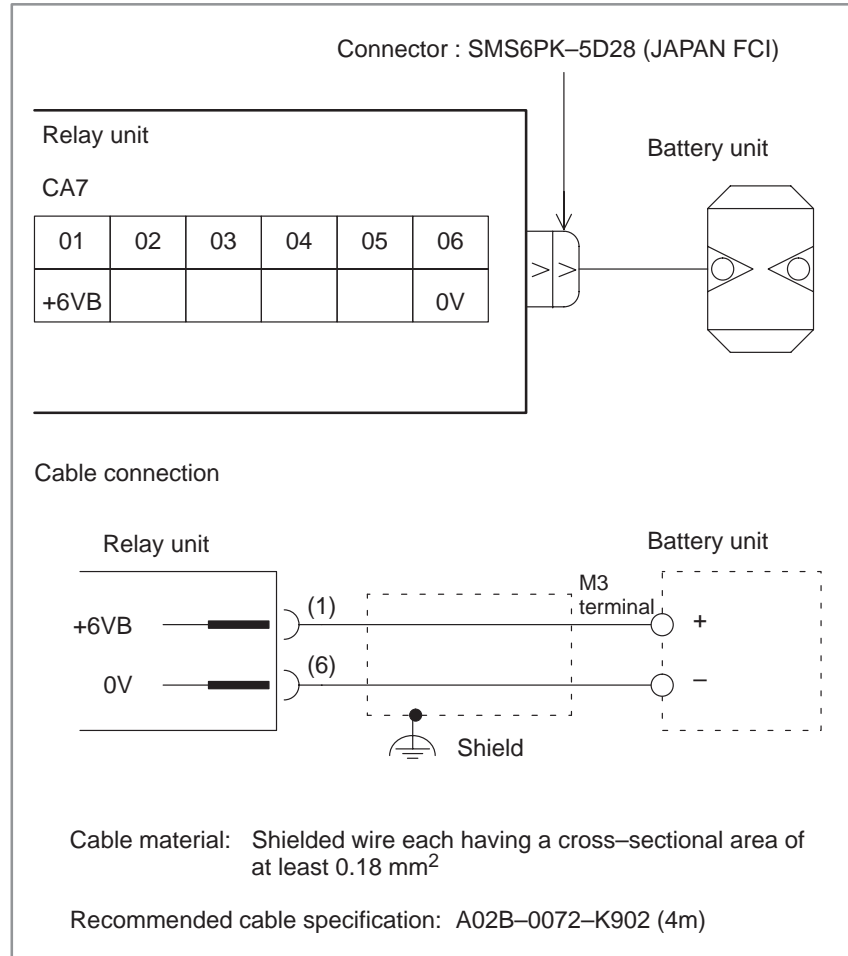 Connector : SMS6PK–5D28 (JAPAN FCI)
Relay unit
Battery unit
CA7
01 02 03 04 05 06
+6VB 0V
Cable connection
Relay unit
Battery unit
M3
terminal
+6VB (1) +
0V (6) –
Shield
Cable material: Shielded wire each having a cross–sectional area of
at least 0.18 mm2
Recommended cable specification: A02B–0072–K902 (4m)